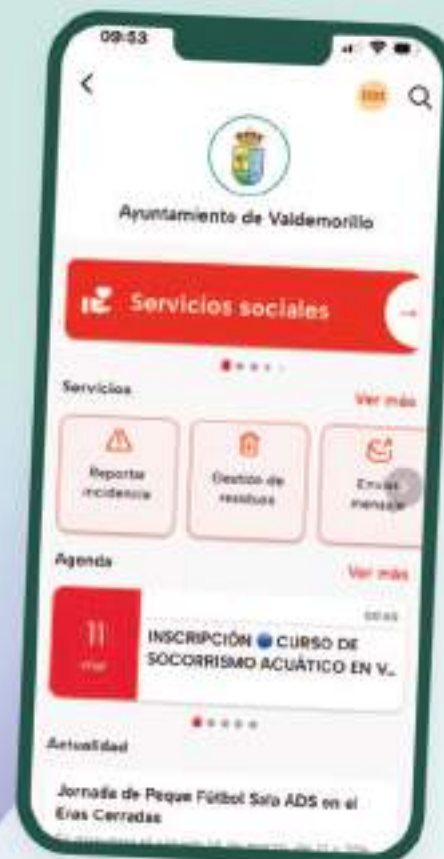 09:53
Ayuntamiento de Valdemorillo
Servicios sociales
Servicios
Ver más
Reportar incidencia
Gestión de residuos
Enviar mensaje
Agenda
Ver más
11
mar
INSCRIPCIÓN 🔵 CURSO DE
SOCORRISMO ACUÁTICO EN V...
Actualidad
Jornada de Peque Fútbol Sala ADS en el
Eras Cerradas